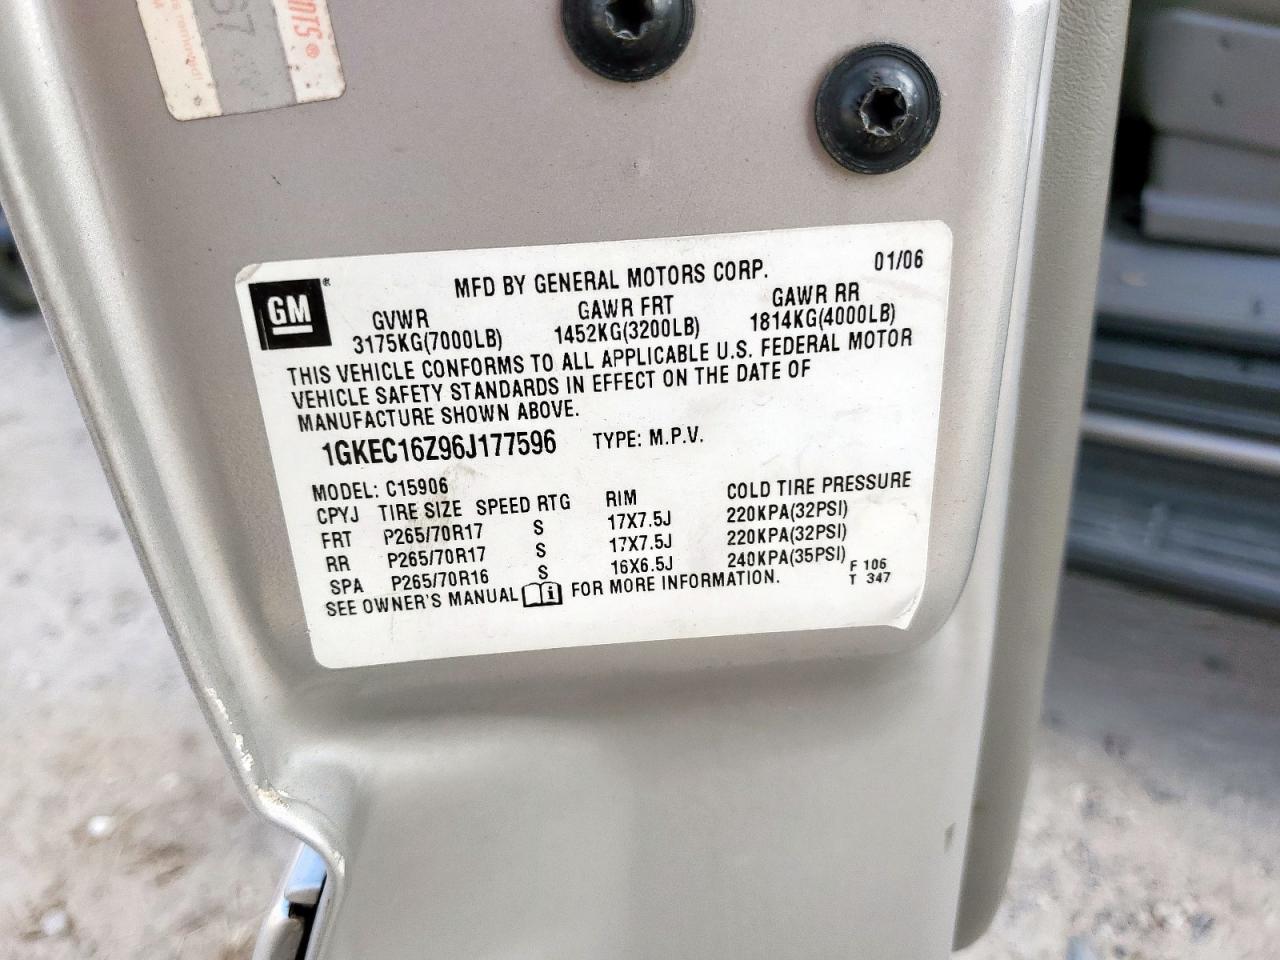 NTS®
57
MFD BY GENERAL MOTORS CORP. 01/06
GM®
GVWR GAWR FRT GAWR RR
3175KG(7000LB) 1452KG(3200LB) 1814KG(4000LB)
THIS VEHICLE CONFORMS TO ALL APPLICABLE U.S. FEDERAL MOTOR
VEHICLE SAFETY STANDARDS IN EFFECT ON THE DATE OF
MANUFACTURE SHOWN ABOVE.
1GKEC16Z96J177596 TYPE: M.P.V.
MODEL: C15906
CPYJ TIRE SIZE SPEED RTG RIM COLD TIRE PRESSURE
FRT P265/70R17 S 17X7.5J 220KPA(32PSI)
RR P265/70R17 S 17X7.5J 220KPA(32PSI)
SPA P265/70R16 S 16X6.5J 240KPA(35PSI)
SEE OWNER'S MANUAL FOR MORE INFORMATION.
F 106
T 347